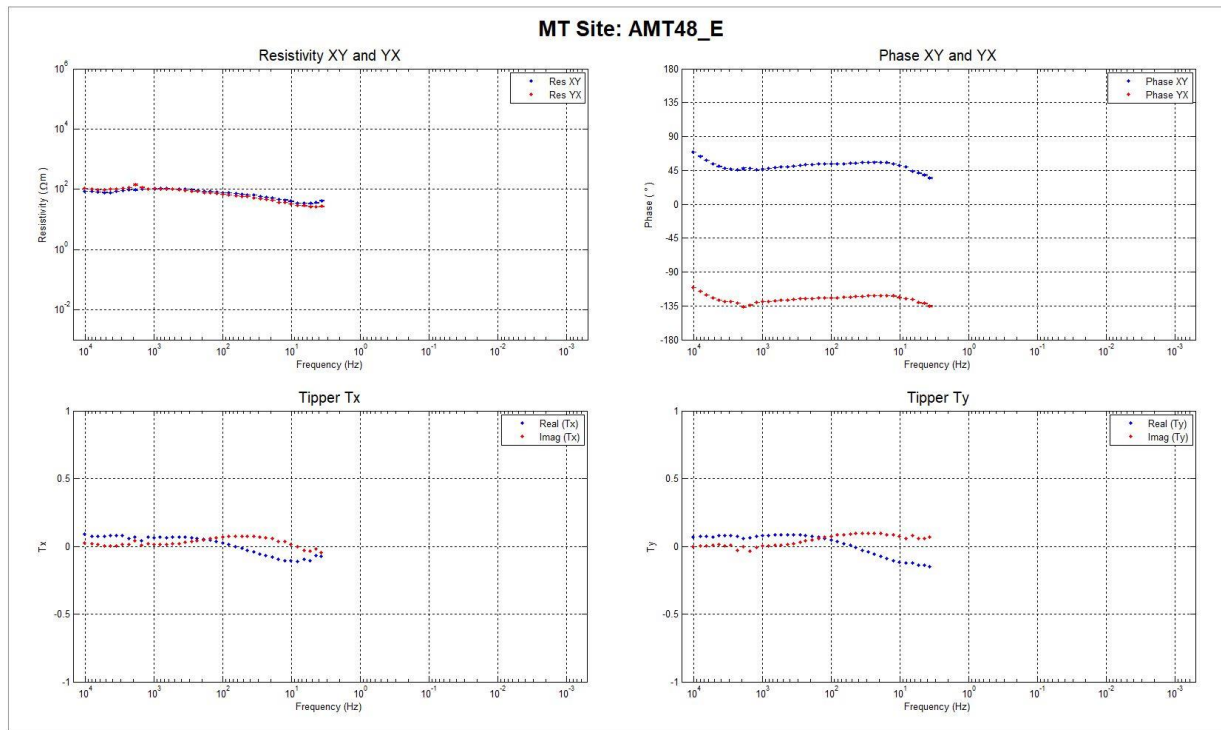 MT Site: AMT48_E
Resistivity XY and YX
Resistivity (Ωm)
10^6
10^4
10^2
10^0
10^-2
Res XY
Res YX
10^4 10^3 10^2 10^1 10^0 10^-1 10^-2 10^-3
Frequency (Hz)
Phase XY and YX
Phase (°)
180
135
90
45
0
-45
-90
-135
-180
Phase XY
Phase YX
10^4 10^3 10^2 10^1 10^0 10^-1 10^-2 10^-3
Frequency (Hz)
Tipper Tx
Tx
1
0.5
0
-0.5
-1
Real (Tx)
Imag (Tx)
10^4 10^3 10^2 10^1 10^0 10^-1 10^-2 10^-3
Frequency (Hz)
Tipper Ty
Ty
1
0.5
0
-0.5
-1
Real (Ty)
Imag (Ty)
10^4 10^3 10^2 10^1 10^0 10^-1 10^-2 10^-3
Frequency (Hz)